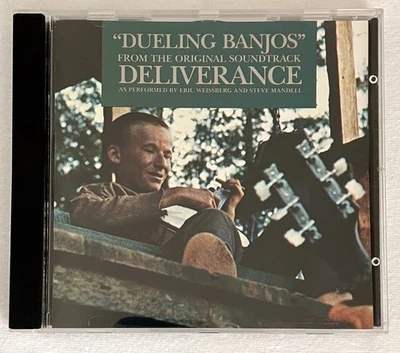 “DUELING BANJOS”
FROM THE ORIGINAL SOUNDTRACK
DELIVERANCE
AS PERFORMED BY ERIC WEISSBERG AND STEVE MANDELL